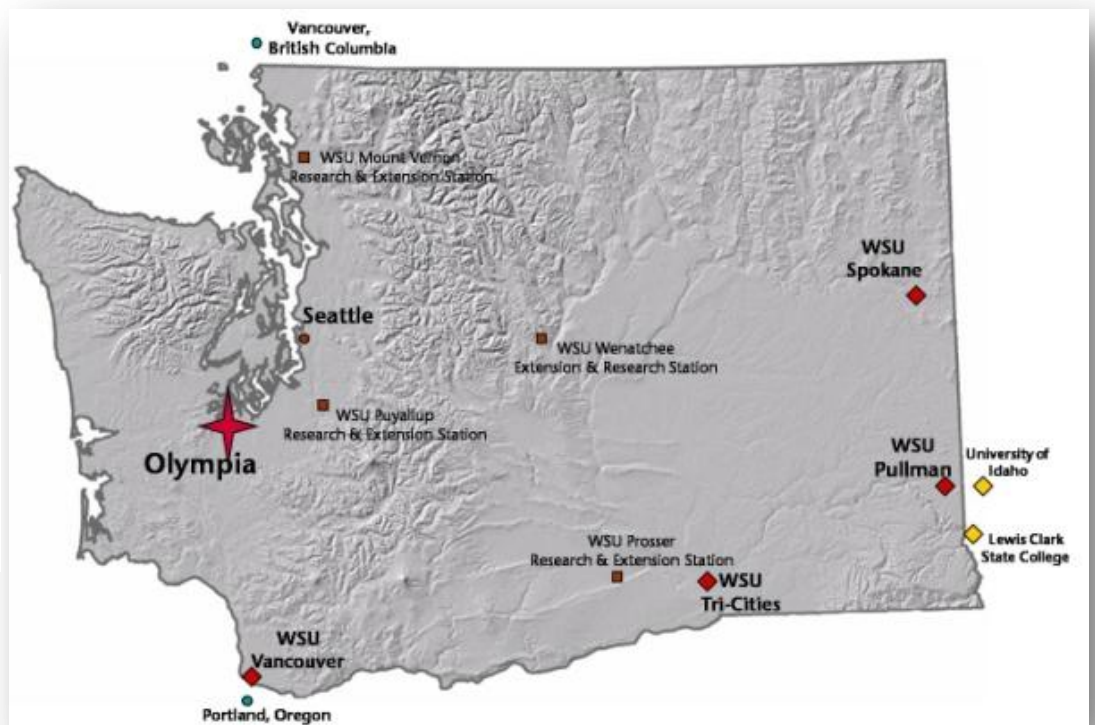 Vancouver,
British Columbia
WSU Mount Vernon
Research & Extension Station
WSU
Spokane
Seattle
WSU Wenatchee
Extension & Research Station
WSU Puyallup
Research & Extension Station
Olympia
WSU
Pullman
University of
Idaho
Lewis Clark
State College
WSU Prosser
Research & Extension Station
WSU
Tri-Cities
WSU
Vancouver
Portland, Oregon